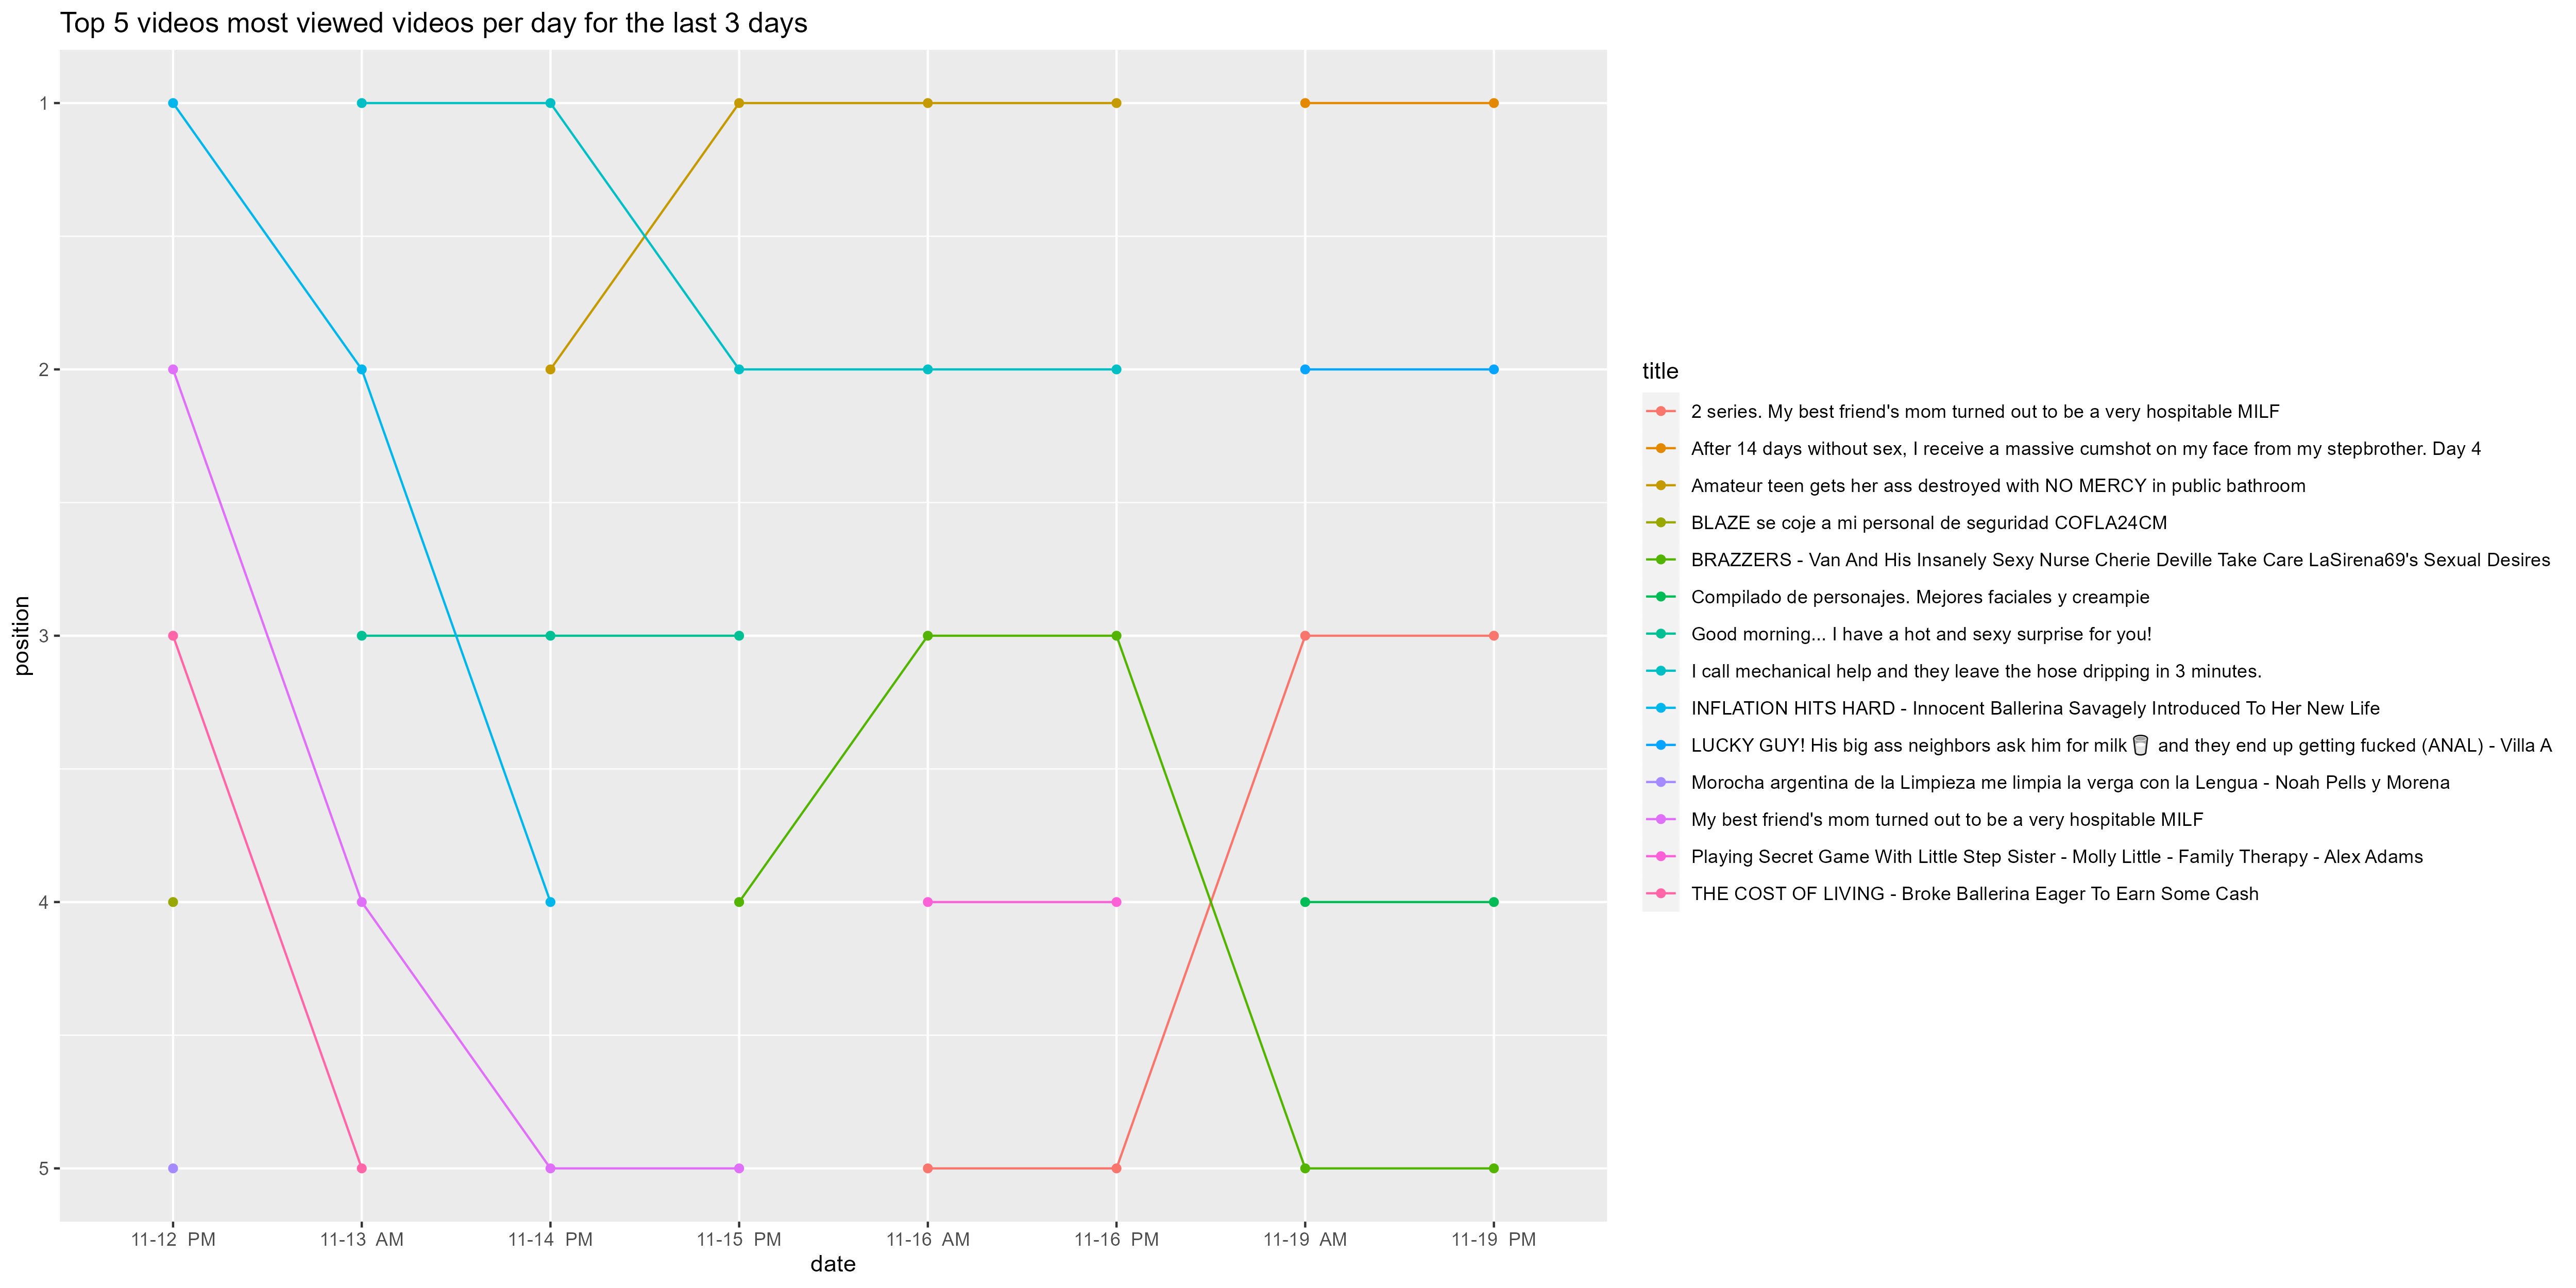 Top 5 videos most viewed videos per day for the last 3 days
position
1
2
3
4
5
11-12 PM
11-13 AM
11-14 PM
11-15 PM
11-16 AM
11-16 PM
11-19 AM
11-19 PM
date
title
2 series. My best friend's mom turned out to be a very hospitable MILF
After 14 days without sex, I receive a massive cumshot on my face from my stepbrother. Day 4
Amateur teen gets her ass destroyed with NO MERCY in public bathroom
BLAZE se coje a mi personal de seguridad COFLA24CM
BRAZZERS - Van And His Insanely Sexy Nurse Cherie Deville Take Care LaSirena69's Sexual Desires
Compilado de personajes. Mejores faciales y creampie
Good morning... I have a hot and sexy surprise for you!
I call mechanical help and they leave the hose dripping in 3 minutes.
INFLATION HITS HARD - Innocent Ballerina Savagely Introduced To Her New Life
LUCKY GUY! His big ass neighbors ask him for milk🥛 and they end up getting fucked (ANAL) - Villa A
Morocha argentina de la Limpieza me limpia la verga con la Lengua - Noah Pells y Morena
My best friend's mom turned out to be a very hospitable MILF
Playing Secret Game With Little Step Sister - Molly Little - Family Therapy - Alex Adams
THE COST OF LIVING - Broke Ballerina Eager To Earn Some Cash